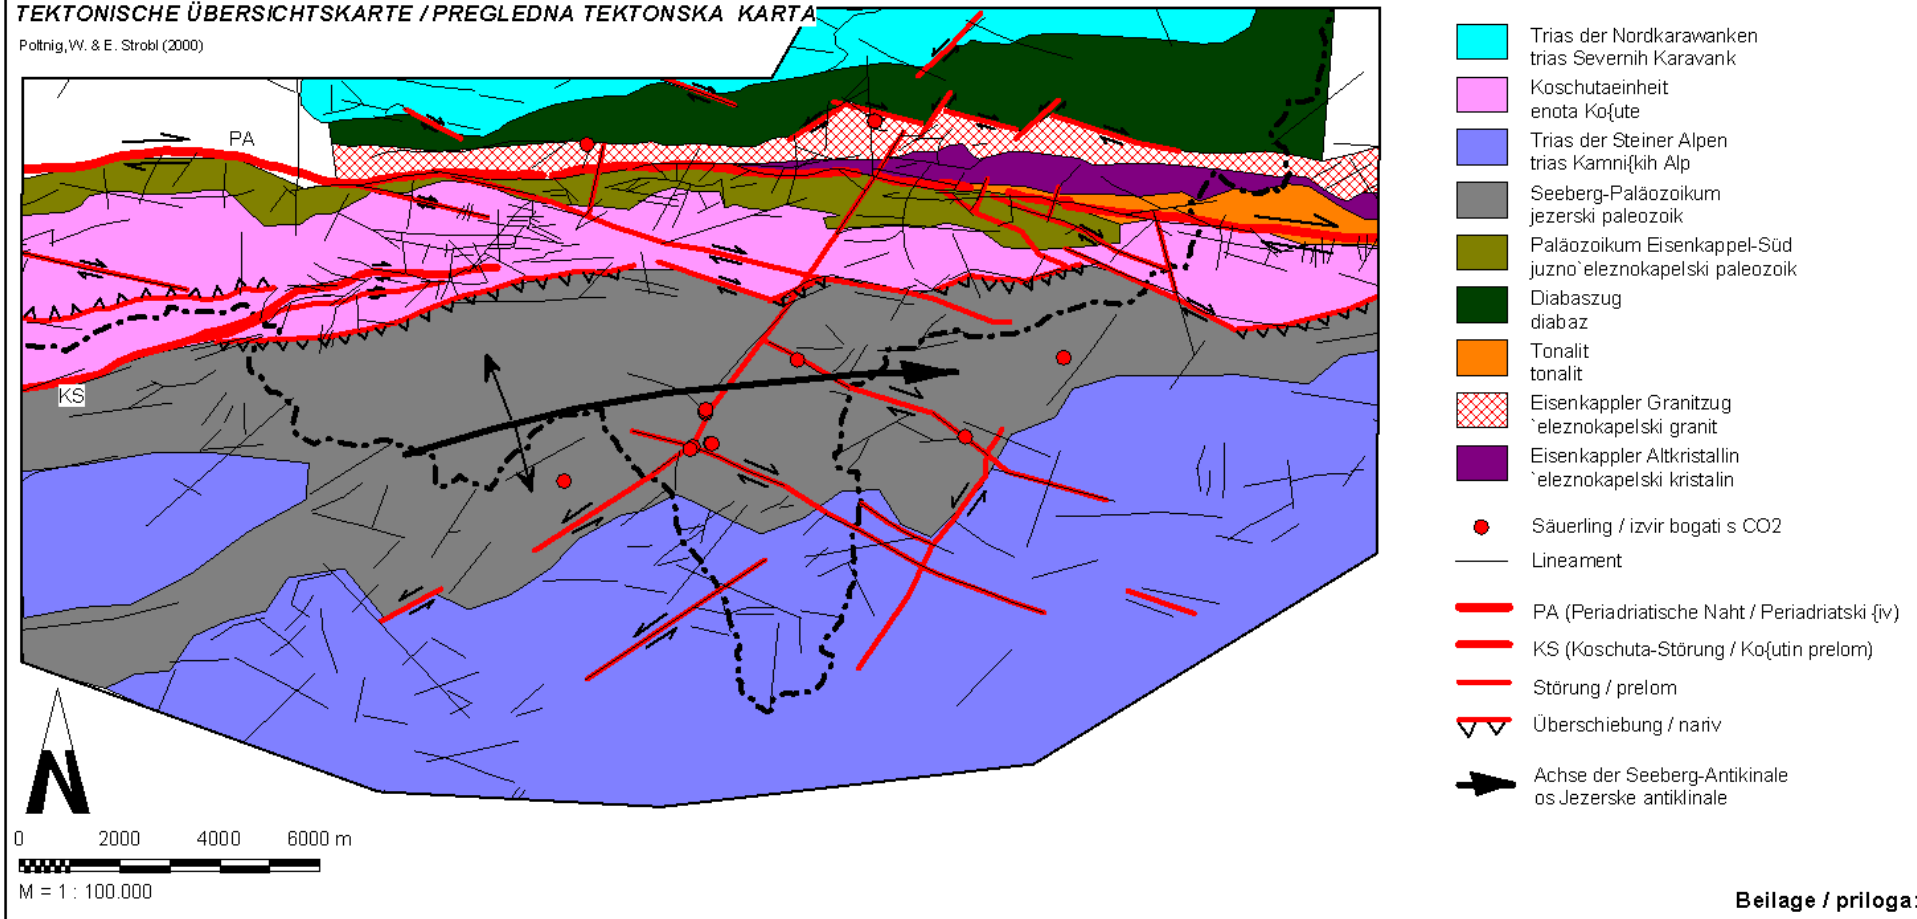 TEKTONISCHE ÜBERSICHTSKARTE / PREGLEDNA TEKTONSKA KARTA
Poltnig, W. & E. Strobl (2000)
PA
KS
N
0 2000 4000 6000 m
M = 1 : 100.000
Trias der Nordkarawanken
trias Severnih Karavank
Koschutaeinheit
enota Ko{ute
Trias der Steiner Alpen
trias Kamni{kih Alp
Seeberg-Paläozoikum
jezerski paleozoik
Paläozoikum Eisenkappel-Süd
juzno`eleznokapelski paleozoik
Diabaszug
diabaz
Tonalit
tonalit
Eisenkappler Granitzug
`eleznokapelski granit
Eisenkappler Altkristallin
`eleznokapelski kristalin
Säuerling / izvir bogati s CO2
Lineament
PA (Periadriatische Naht / Periadriatski {iv)
KS (Koschuta-Störung / Ko{utin prelom)
Störung / prelom
Überschiebung / nariv
Achse der Seeberg-Antikinale
os Jezerske antiklinale
Beilage / priloga: